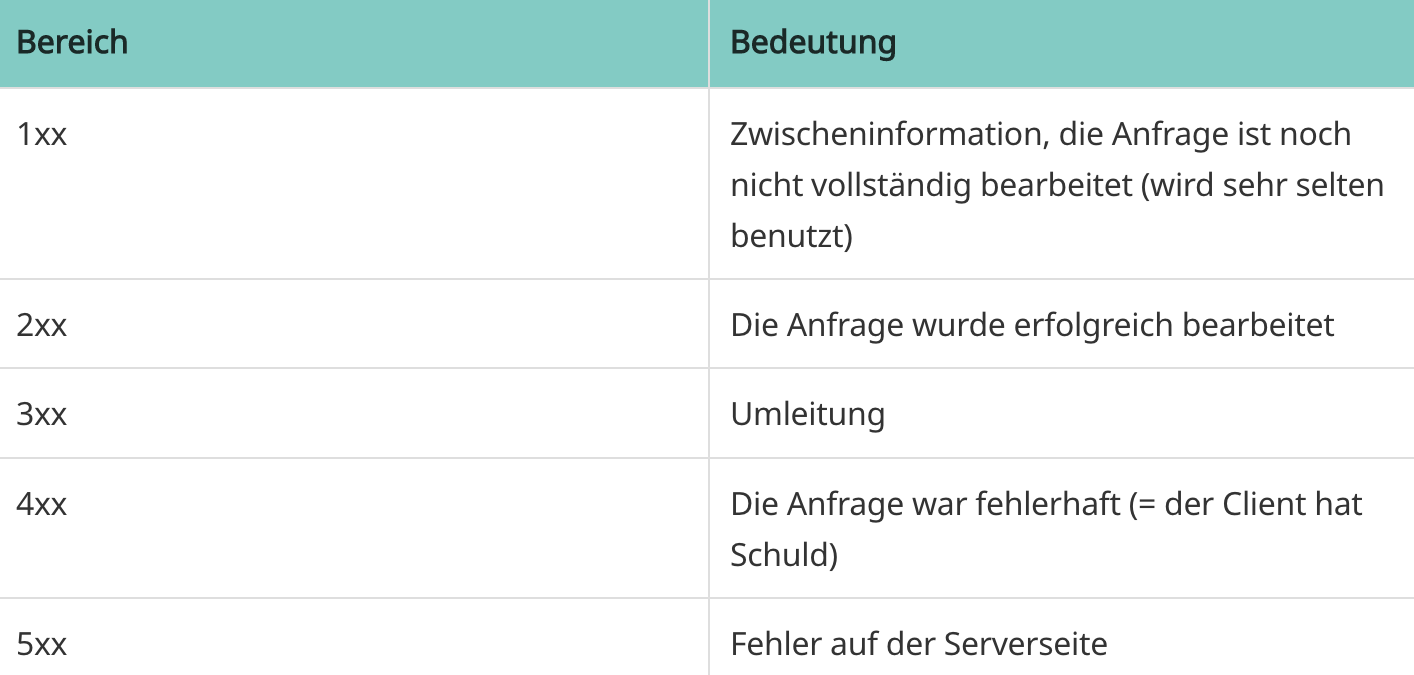 Bereich
Bedeutung
1xx
Zwischeninformation, die Anfrage ist noch
nicht vollständig bearbeitet (wird sehr selten
benutzt)
2xx
Die Anfrage wurde erfolgreich bearbeitet
3xx
Umleitung
4xx
Die Anfrage war fehlerhaft (= der Client hat
Schuld)
5xx
Fehler auf der Serverseite